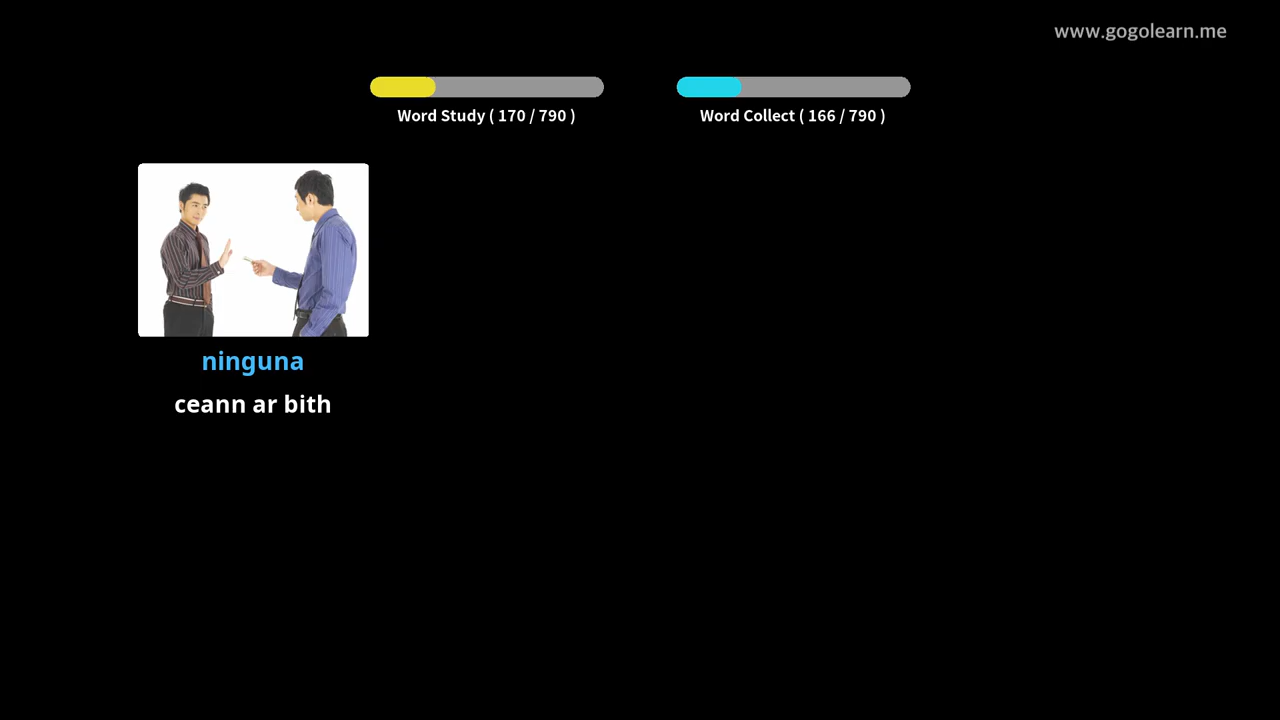 www.gogolearn.me
Word Study ( 170 / 790 )
Word Collect ( 166 / 790 )
ninguna
ceann ar bith